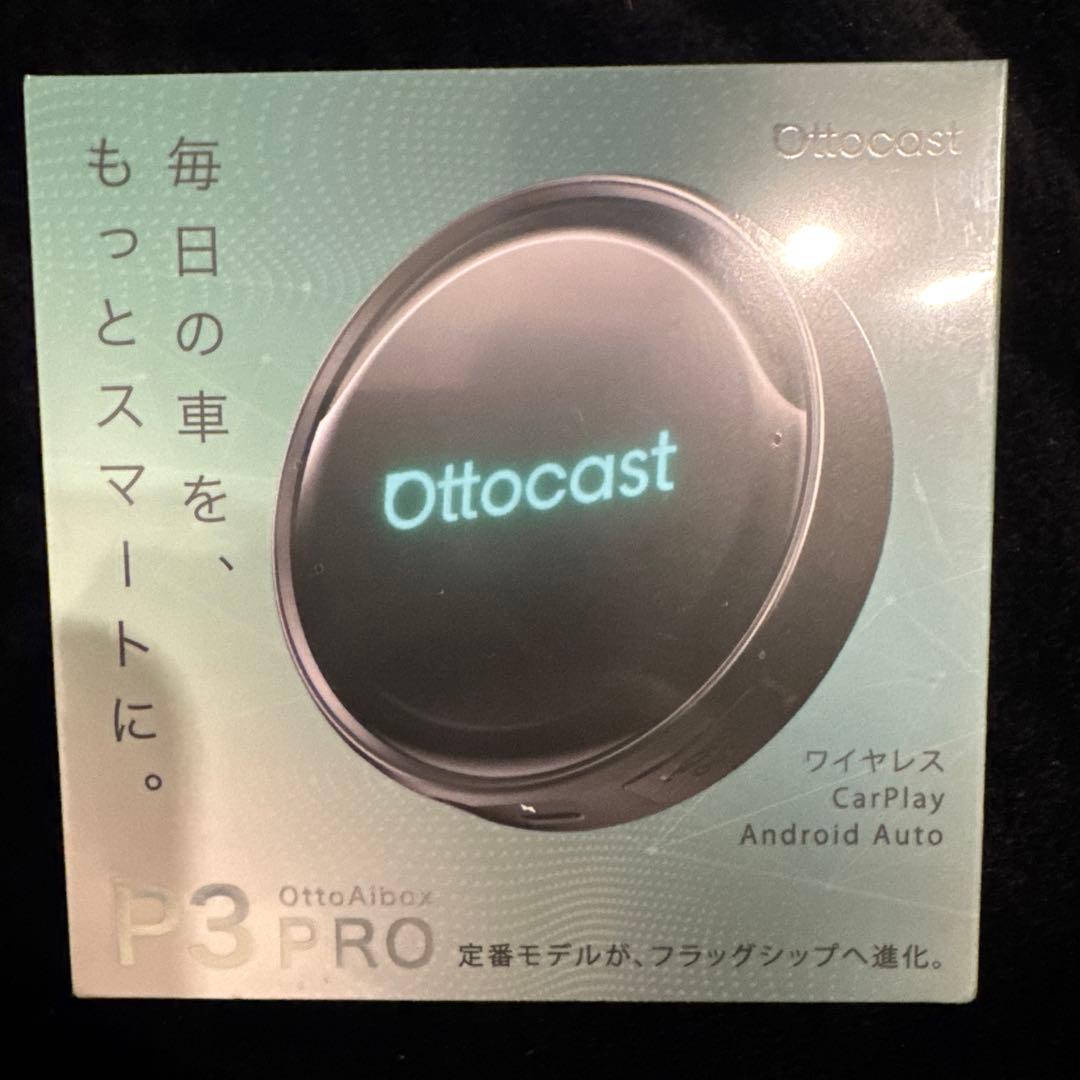 Ottocast
毎日の車を、
もっとスマートに。
Ottocast
ワイヤレス
CarPlay
Android Auto
P3 OttoAibox
PRO
定番モデルが、フラッグシップへ進化。